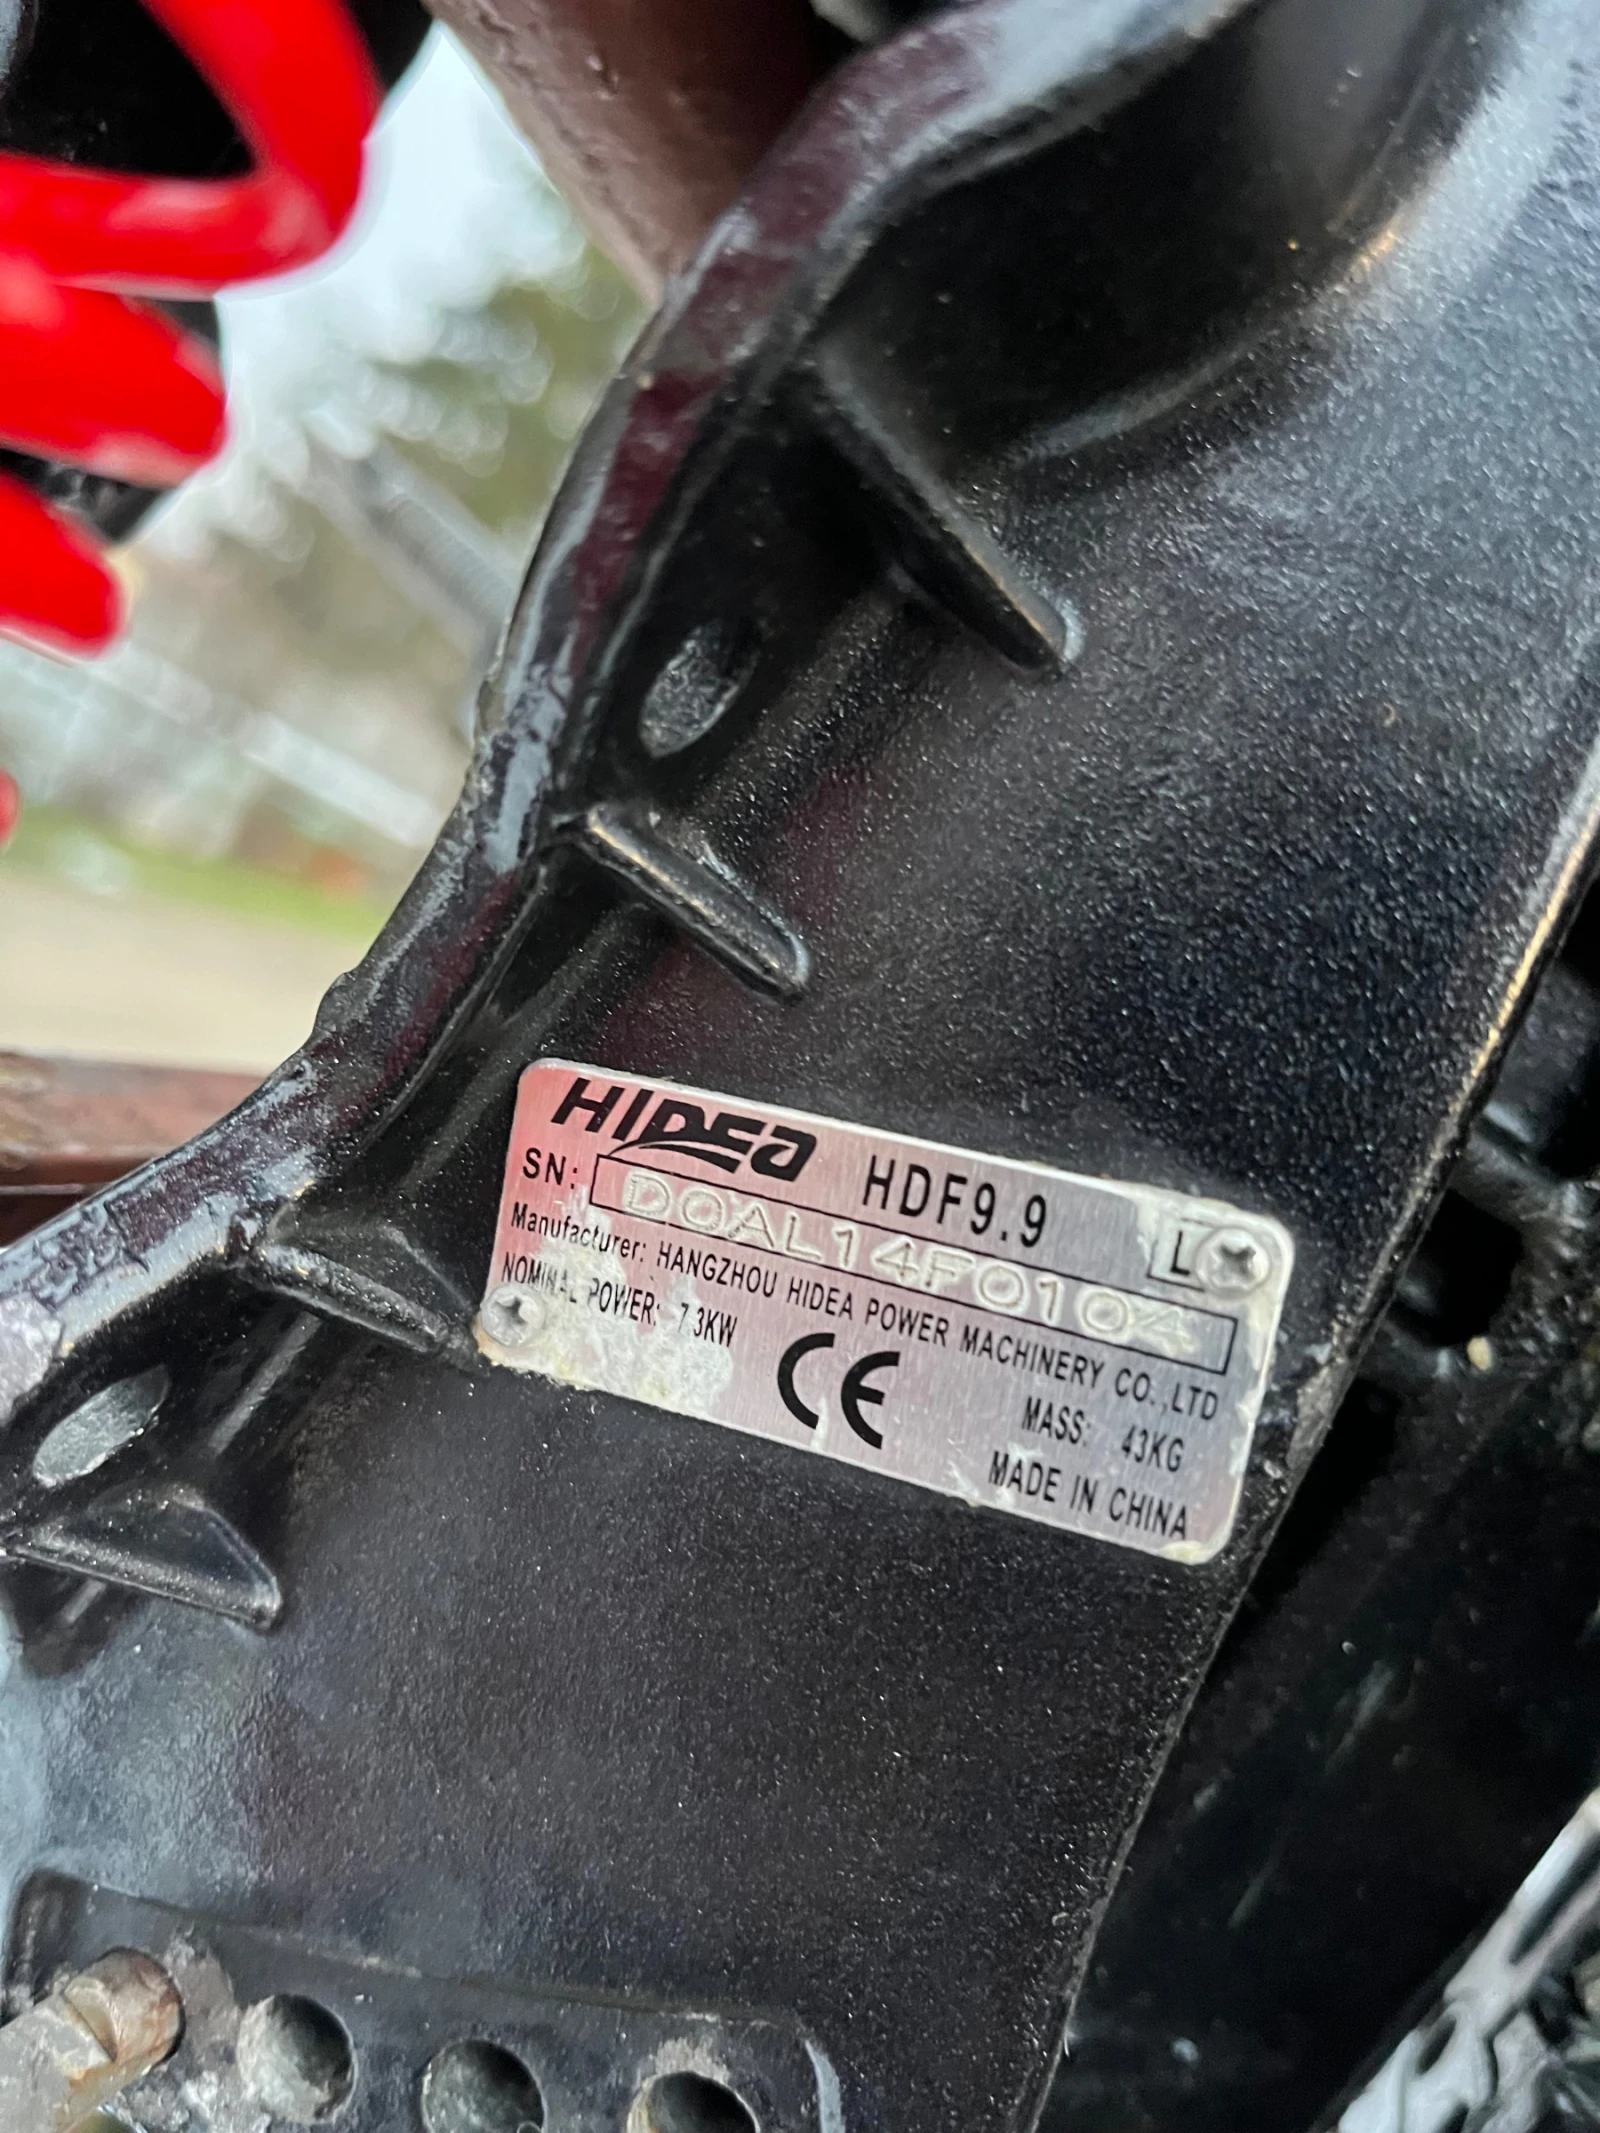 HIDEA HDF9.9 L
SN: DOAL14F0104
Manufacturer: HANGZHOU HIDEA POWER MACHINERY CO.,LTD
NOMINAL POWER: 7.3KW MASS: 43KG
CE MADE IN CHINA